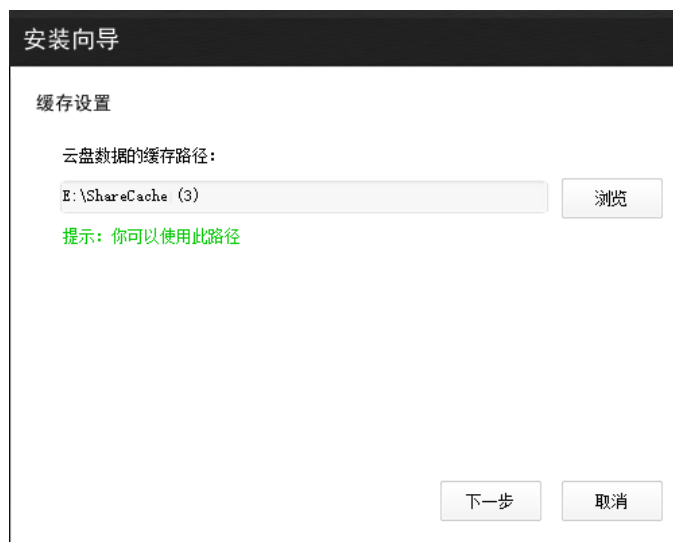 安装向导
缓存设置
云盘数据的缓存路径：
E:\ShareCache (3)
浏览
提示：你可以使用此路径
下一步
取消